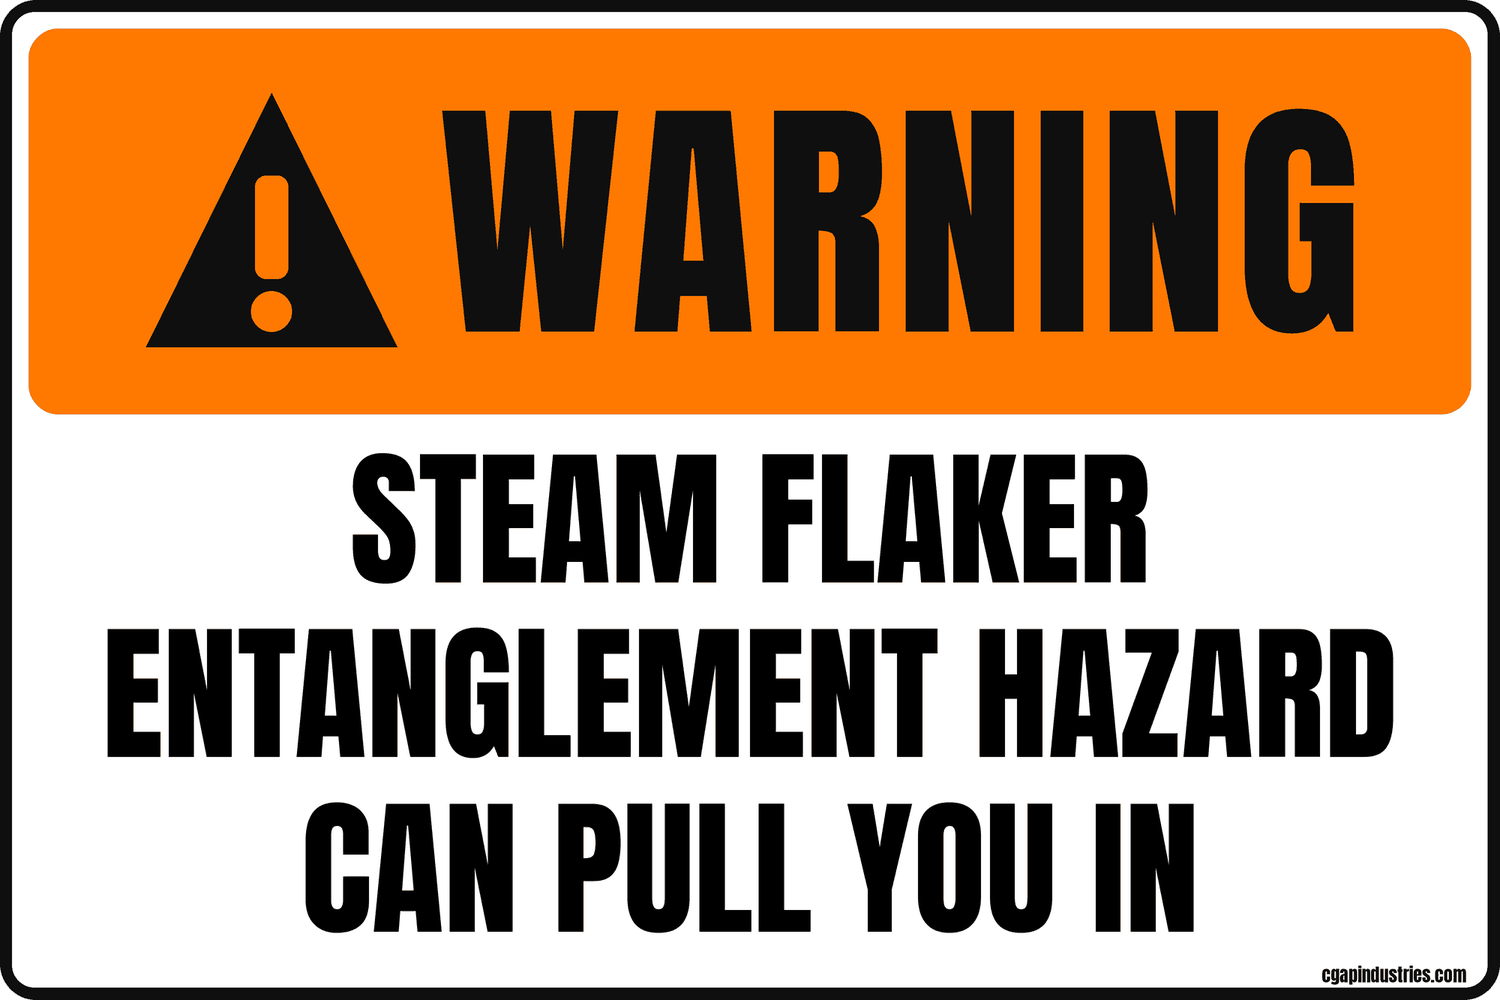 WARNING
STEAM FLAKER
ENTANGLEMENT HAZARD
CAN PULL YOU IN
cgapindustries.com